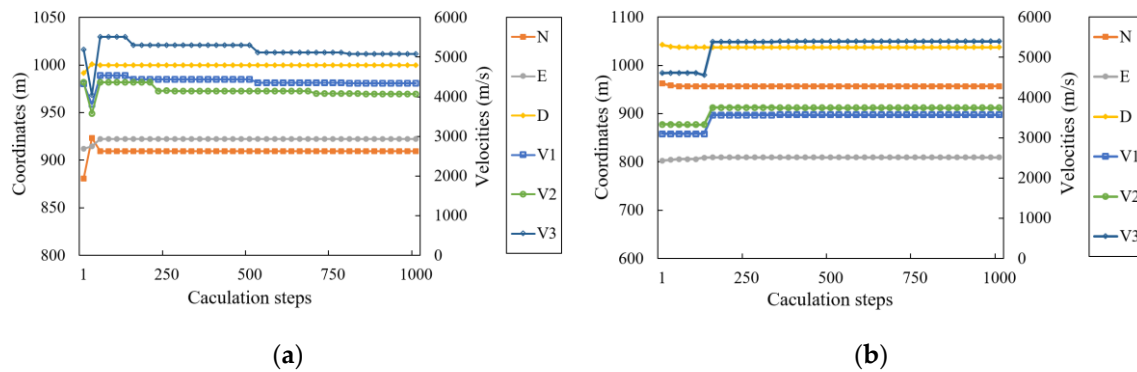 1050
1000
950
900
850
800
Coordinates (m)
6000
5000
4000
3000
2000
1000
0
Velocities (m/s)
1
250
500
750
1000
Caculation steps
N
E
D
V1
V2
V3
(a)
1100
1000
900
800
700
600
Coordinates (m)
6000
5000
4000
3000
2000
1000
0
Velocities (m/s)
1
250
500
750
1000
Caculation steps
N
E
D
V1
V2
V3
(b)